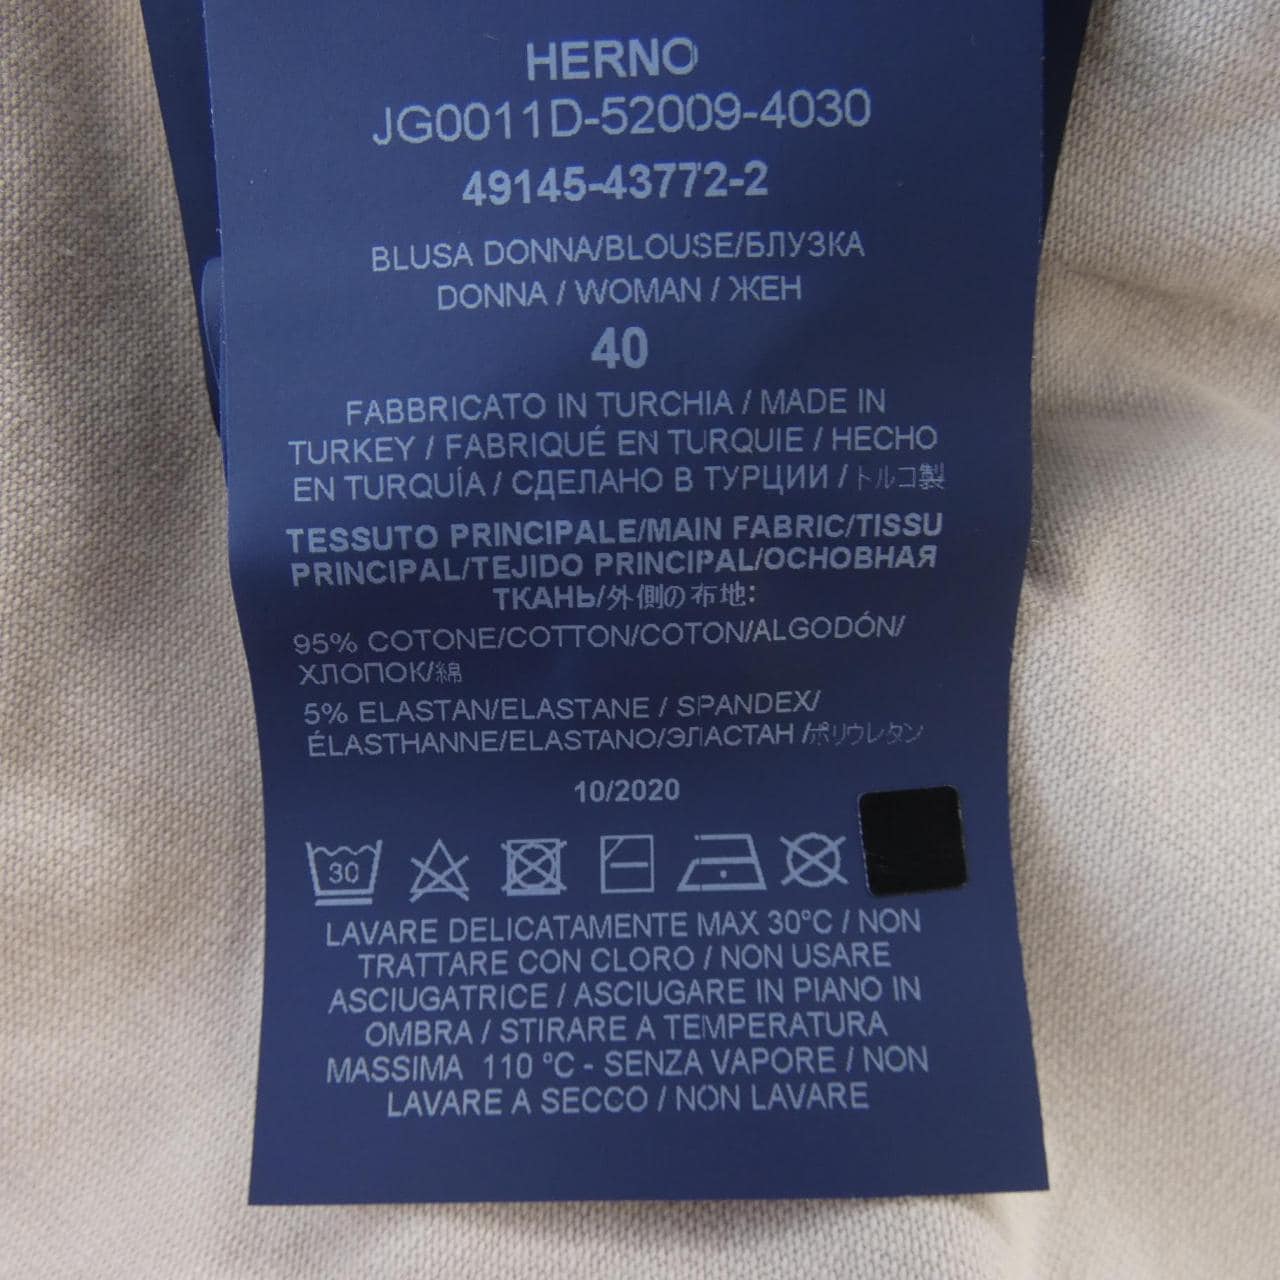 HERNO
JG0011D-52009-4030
49145-43772-2
BLUSA DONNA/BLOUSE/БЛУЗКА
DONNA / WOMAN / ЖЕН
40
FABBRICATO IN TURCHIA / MADE IN
TURKEY / FABRIQUÉ EN TURQUIE / HECHO
EN TURQUÍA / СДЕЛАНО В ТУРЦИИ / トルコ製
TESSUTO PRINCIPALE/MAIN FABRIC/TISSU
PRINCIPAL/TEJIDO PRINCIPAL/ОСНОВНАЯ
ТКАНЬ/外側の布地:
95% COTONE/COTTON/COTON/ALGODÓN/
ХЛОПОК/綿
5% ELASTAN/ELASTANE / SPANDEX/
ÉLASTHANNE/ELASTANO/ЭЛАСТАН /ポリウレタン
10/2020
30
LAVARE DELICATAMENTE MAX 30°C / NON
TRATTARE CON CLORO / NON USARE
ASCIUGATRICE / ASCIUGARE IN PIANO IN
OMBRA / STIRARE A TEMPERATURA
MASSIMA 110 °C - SENZA VAPORE / NON
LAVARE A SECCO / NON LAVARE